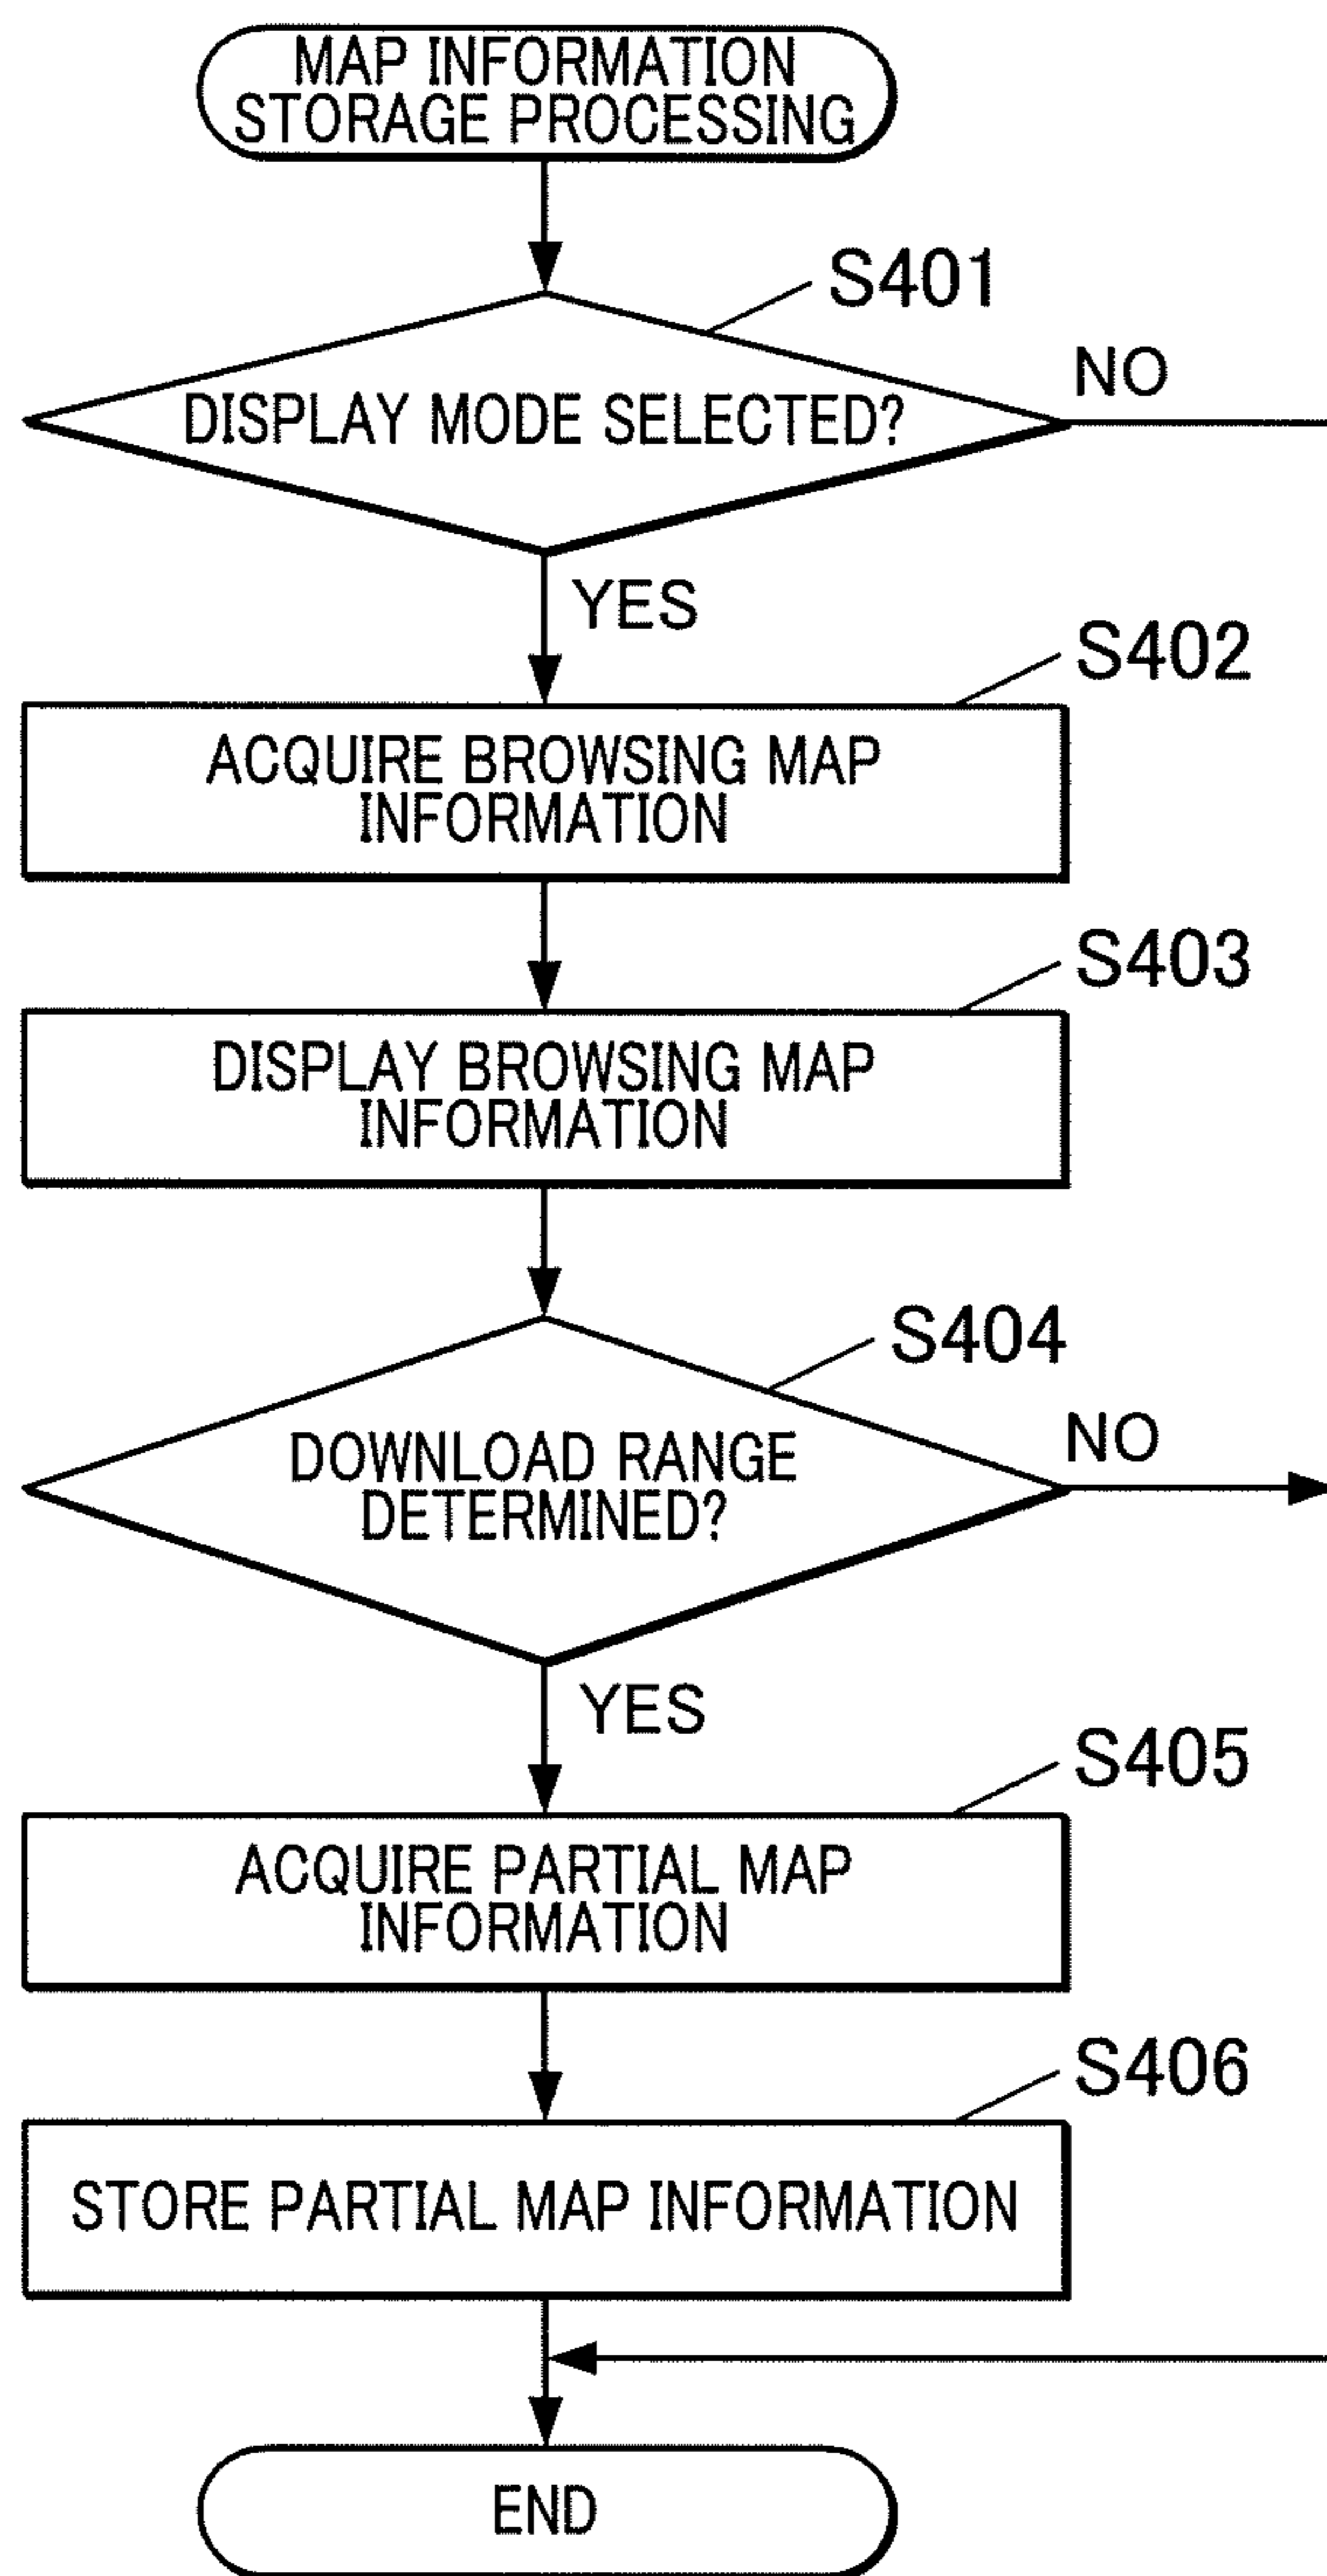 MAP INFORMATION
STORAGE PROCESSING
S401
DISPLAY MODE SELECTED?
NO
YES
S402
ACQUIRE BROWSING MAP
INFORMATION
S403
DISPLAY BROWSING MAP
INFORMATION
S404
DOWNLOAD RANGE
DETERMINED?
NO
YES
S405
ACQUIRE PARTIAL MAP
INFORMATION
S406
STORE PARTIAL MAP INFORMATION
END